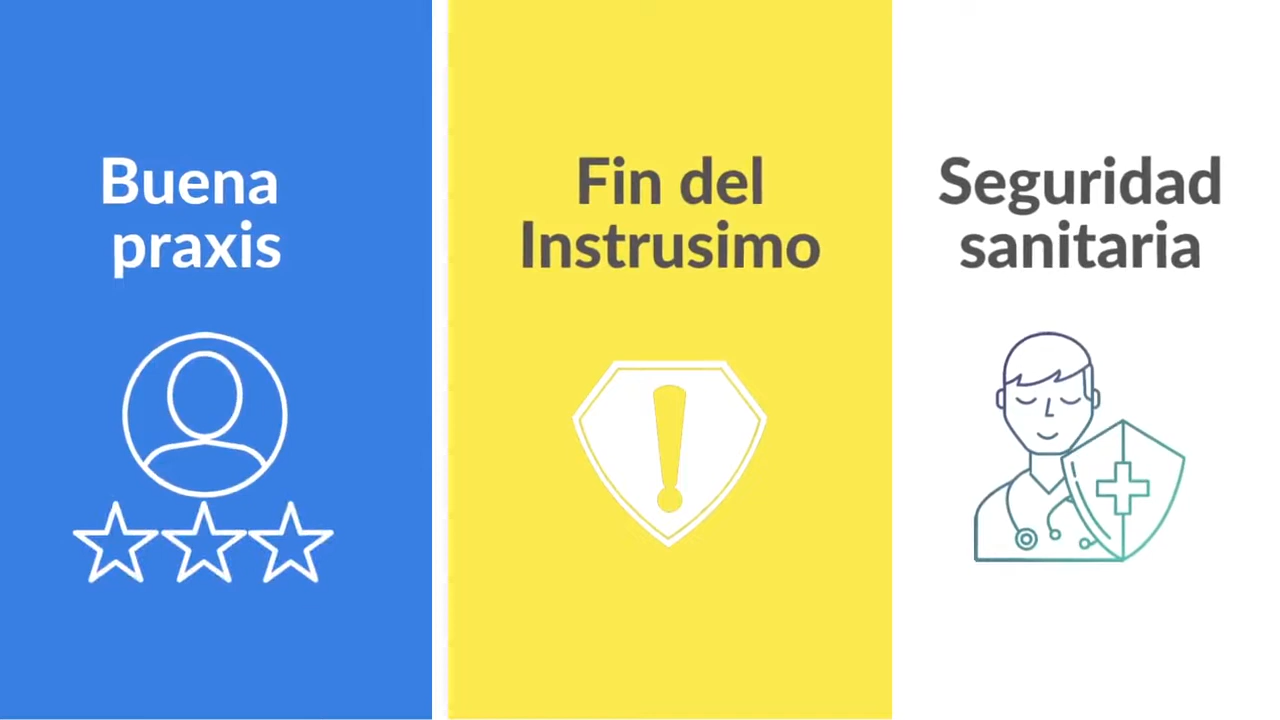 Buena
praxis
Fin del
Instrusimo
Seguridad
sanitaria